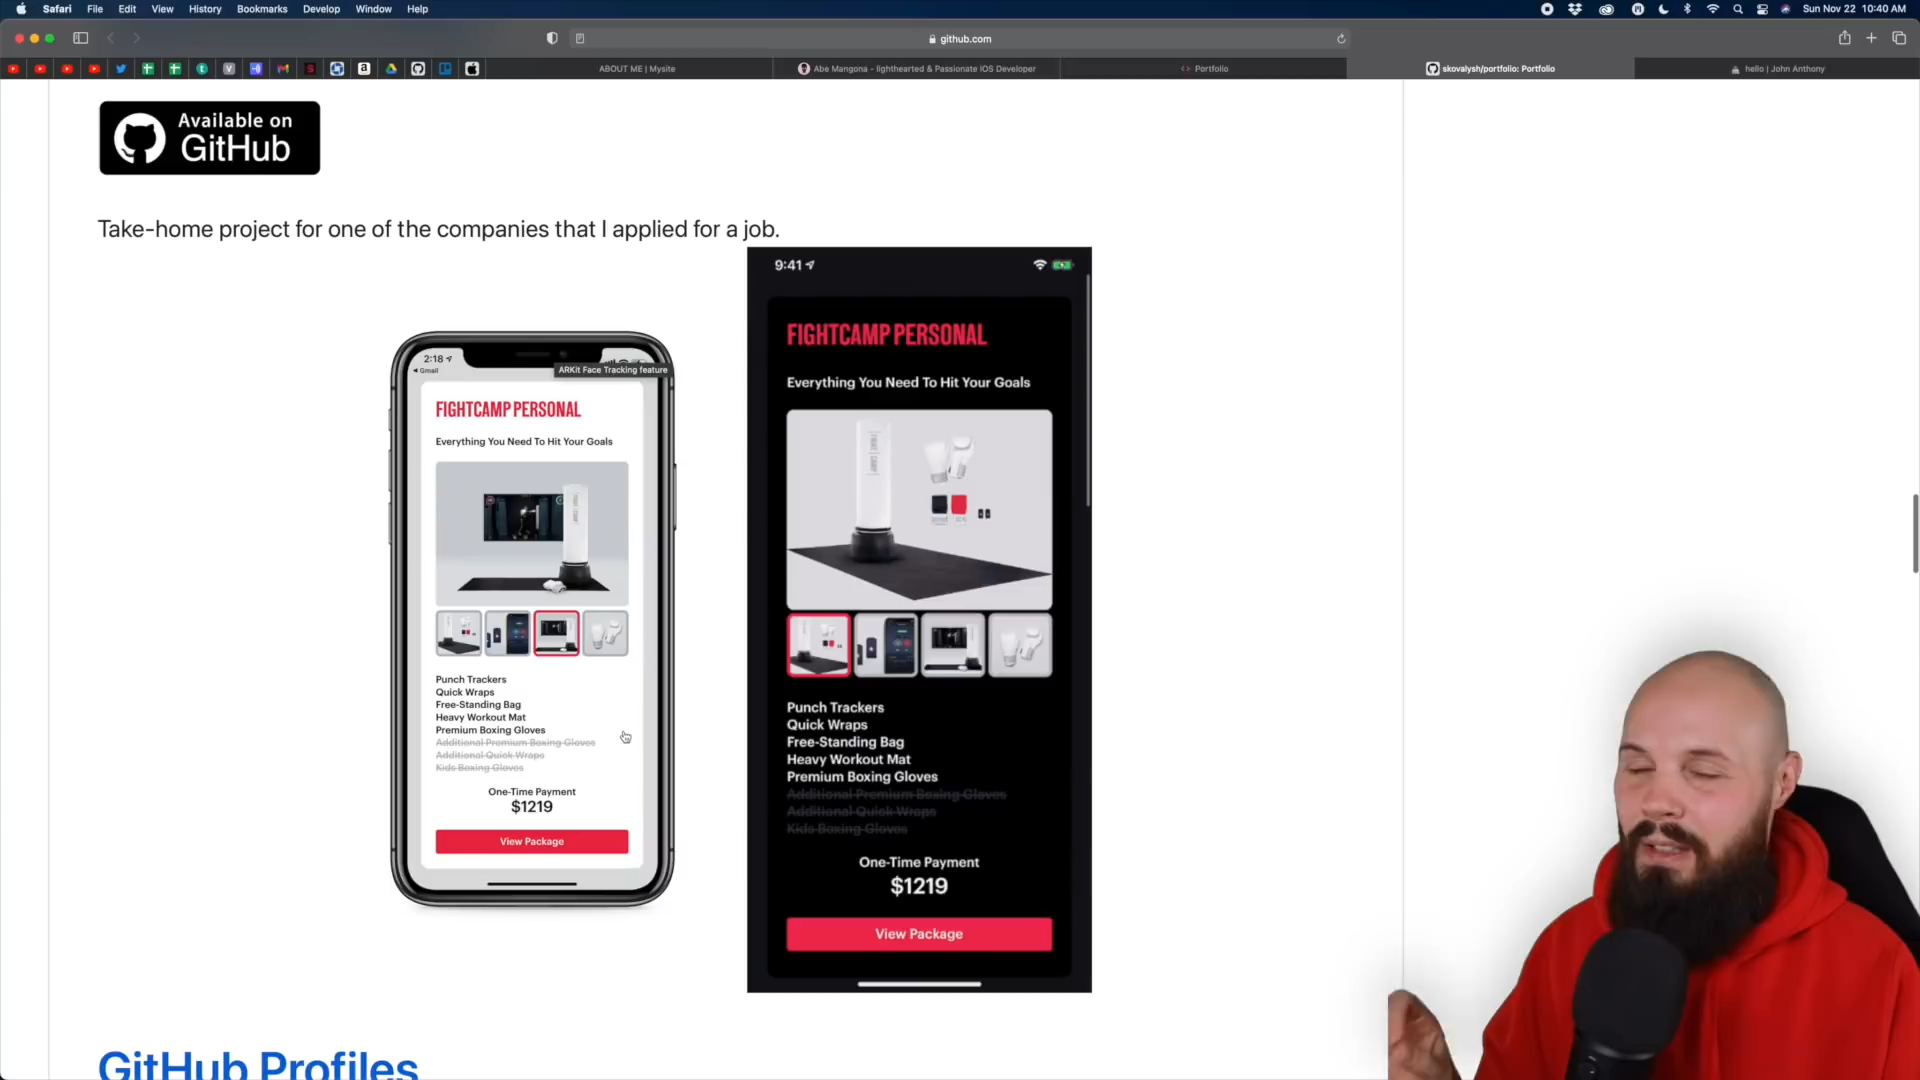 Safari File Edit View History Bookmarks Develop Window Help
Sun Nov 22 10:40 AM
github.com
ABOUT ME | Mysite
Abe Mangona - lighthearted & Passionate iOS Developer
Portfolio
skovalysh/portfolio: Portfolio
hello | John Anthony
Available on
GitHub
Take-home project for one of the companies that I applied for a job.
2:18
Gmail
ARKit Face Tracking feature
FIGHTCAMP PERSONAL
Everything You Need To Hit Your Goals
Punch Trackers
Quick Wraps
Free-Standing Bag
Heavy Workout Mat
Premium Boxing Gloves
Additional Premium Boxing Gloves
Additional Quick Wraps
Kids Boxing Gloves
One-Time Payment
$1219
View Package
9:41
FIGHTCAMP PERSONAL
Everything You Need To Hit Your Goals
Punch Trackers
Quick Wraps
Free-Standing Bag
Heavy Workout Mat
Premium Boxing Gloves
Additional Premium Boxing Gloves
Additional Quick Wraps
Kids Boxing Gloves
One-Time Payment
$1219
View Package
GitHub Profiles